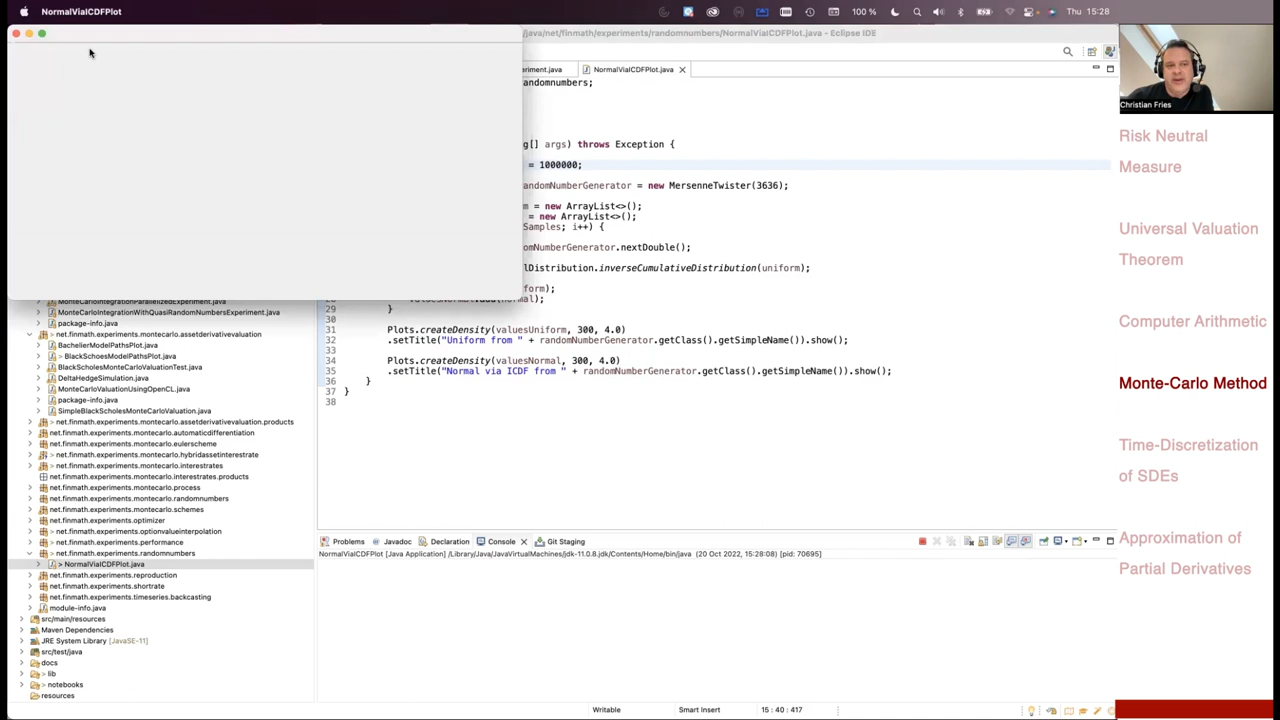 NormalViaICDFPlot
100 %
Thu 15:28
/java/net/finmath/experiments/randomnumbers/NormalViaICDFPlot.java - Eclipse IDE
eriment.java
NormalViaICDFPlot.java
randomnumbers;
g[] args) throws Exception {
= 1000000;
andomNumberGenerator = new MersenneTwister(3636);
m = new ArrayList<>();
= new ArrayList<>();
Samples; i++) {
omNumberGenerator.nextDouble();
lDistribution.inverseCumulativeDistribution(uniform);
form);
28
29 }
30
31 Plots.createDensity(valuesUniform, 300, 4.0)
32 .setTitle("Uniform from " + randomNumberGenerator.getClass().getSimpleName()).show();
33
34 Plots.createDensity(valuesNormal, 300, 4.0)
35 .setTitle("Normal via ICDF from " + randomNumberGenerator.getClass().getSimpleName()).show();
36 }
37 }
38
MonteCarloIntegrationParallelizedExperiment.java
MonteCarloIntegrationWithQuasiRandomNumbersExperiment.java
package-info.java
> net.finmath.experiments.montecarlo.assetderivativevaluation
BachelierModelPathsPlot.java
> BlackSchoesModelPathsPlot.java
BlackScholesModelMonteCarloValuationTest.java
DeltaHedgeSimulation.java
MonteCarloValuationUsingOpenCL.java
package-info.java
SimpleBlackScholesMonteCarloValuation.java
> net.finmath.experiments.montecarlo.assetderivativevaluation.products
net.finmath.experiments.montecarlo.automaticdifferentiation
net.finmath.experiments.montecarlo.eulerscheme
> net.finmath.experiments.montecarlo.hybridassetinterestrate
> net.finmath.experiments.montecarlo.interestrates
net.finmath.experiments.montecarlo.interestrates.products
net.finmath.experiments.montecarlo.process
> net.finmath.experiments.montecarlo.randomnumbers
net.finmath.experiments.montecarlo.schemes
> net.finmath.experiments.optimizer
> net.finmath.experiments.optionvalueinterpolation
> net.finmath.experiments.performance
> net.finmath.experiments.randomnumbers
> NormalViaICDFPlot.java
net.finmath.experiments.reproduction
> net.finmath.experiments.shortrate
> net.finmath.experiments.timeseries.backcasting
module-info.java
src/main/resources
Maven Dependencies
JRE System Library [JavaSE-11]
src/test/java
docs
> lib
> notebooks
resources
Problems Javadoc Declaration Console Git Staging
NormalViaICDFPlot [Java Application] /Library/Java/JavaVirtualMachines/jdk-11.0.8.jdk/Contents/Home/bin/java (20 Oct 2022, 15:28:08) [pid: 70695]
Writable
Smart Insert
15 : 40 : 417
Christian Fries
Risk Neutral
Measure
Universal Valuation
Theorem
Computer Arithmetic
Monte-Carlo Method
Time-Discretization
of SDEs
Approximation of
Partial Derivatives